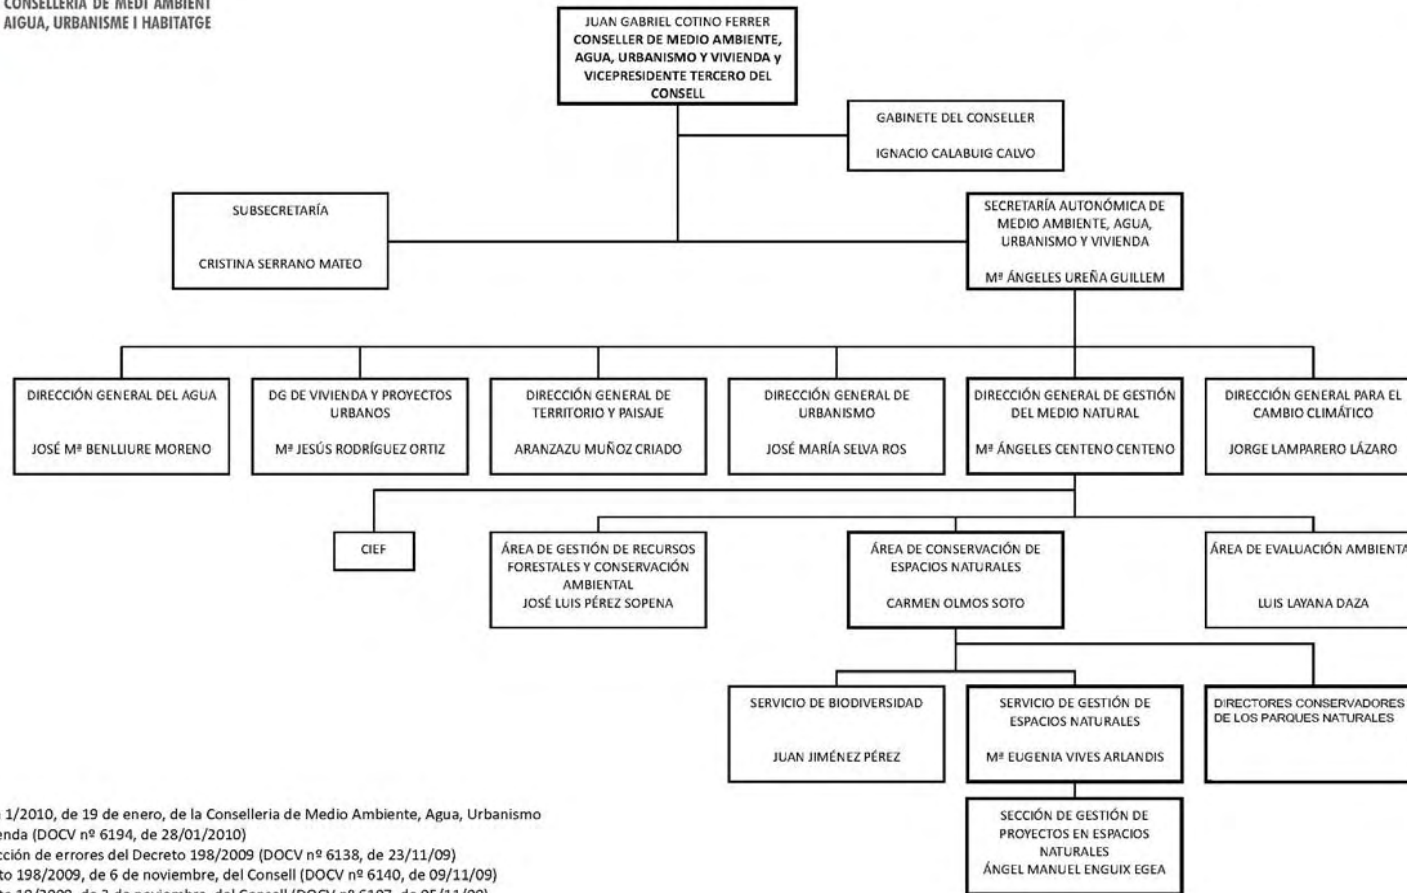 CONSELLERIA DE MEDI AMBIENT
AIGUA, URBANISME I HABITATGE
JUAN GABRIEL COTINO FERRER
CONSELLER DE MEDIO AMBIENTE,
AGUA, URBANISMO Y VIVIENDA y
VICEPRESIDENTE TERCERO DEL
CONSELL
GABINETE DEL CONSELLER
IGNACIO CALABUIG CALVO
SUBSECRETARÍA
CRISTINA SERRANO MATEO
SECRETARÍA AUTONÓMICA DE
MEDIO AMBIENTE, AGUA,
URBANISMO Y VIVIENDA
Mª ÁNGELES UREÑA GUILLEM
DIRECCIÓN GENERAL DEL AGUA
JOSÉ Mª BENLLIURE MORENO
DG DE VIVIENDA Y PROYECTOS
URBANOS
Mª JESÚS RODRÍGUEZ ORTIZ
DIRECCIÓN GENERAL DE
TERRITORIO Y PAISAJE
ARANZAZU MUÑOZ CRIADO
DIRECCIÓN GENERAL DE
URBANISMO
JOSÉ MARÍA SELVA ROS
DIRECCIÓN GENERAL DE GESTIÓN
DEL MEDIO NATURAL
Mª ÁNGELES CENTENO CENTENO
DIRECCIÓN GENERAL PARA EL
CAMBIO CLIMÁTICO
JORGE LAMPARERO LÁZARO
CIEF
ÁREA DE GESTIÓN DE RECURSOS
FORESTALES Y CONSERVACIÓN
AMBIENTAL
JOSÉ LUIS PÉREZ SOPENA
ÁREA DE CONSERVACIÓN DE
ESPACIOS NATURALES
CARMEN OLMOS SOTO
ÁREA DE EVALUACIÓN AMBIENTA
LUIS LAYANA DAZA
SERVICIO DE BIODIVERSIDAD
JUAN JIMÉNEZ PÉREZ
SERVICIO DE GESTIÓN DE
ESPACIOS NATURALES
Mª EUGENIA VIVES ARLANDIS
DIRECTORES CONSERVADORES
DE LOS PARQUES NATURALES
SECCIÓN DE GESTIÓN DE
PROYECTOS EN ESPACIOS
NATURALES
ÁNGEL MANUEL ENGUIX EGEA
1/2010, de 19 de enero, de la Conselleria de Medio Ambiente, Agua, Urbanismo
enda (DOCV nº 6194, de 28/01/2010)
cción de errores del Decreto 198/2009 (DOCV nº 6138, de 23/11/09)
to 198/2009, de 6 de noviembre, del Consell (DOCV nº 6140, de 09/11/09)